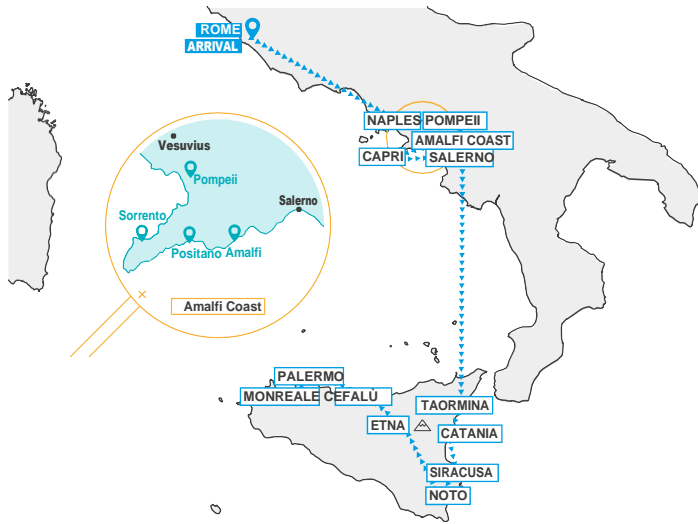 ROME
ARRIVAL
NAPLES POMPEII
AMALFI COAST
CAPRI SALERNO
Vesuvius
Pompeii
Sorrento
Salerno
Positano Amalfi
Amalfi Coast
PALERMO
MONREALE CEFALÙ
TAORMINA
ETNA
CATANIA
SIRACUSA
NOTO